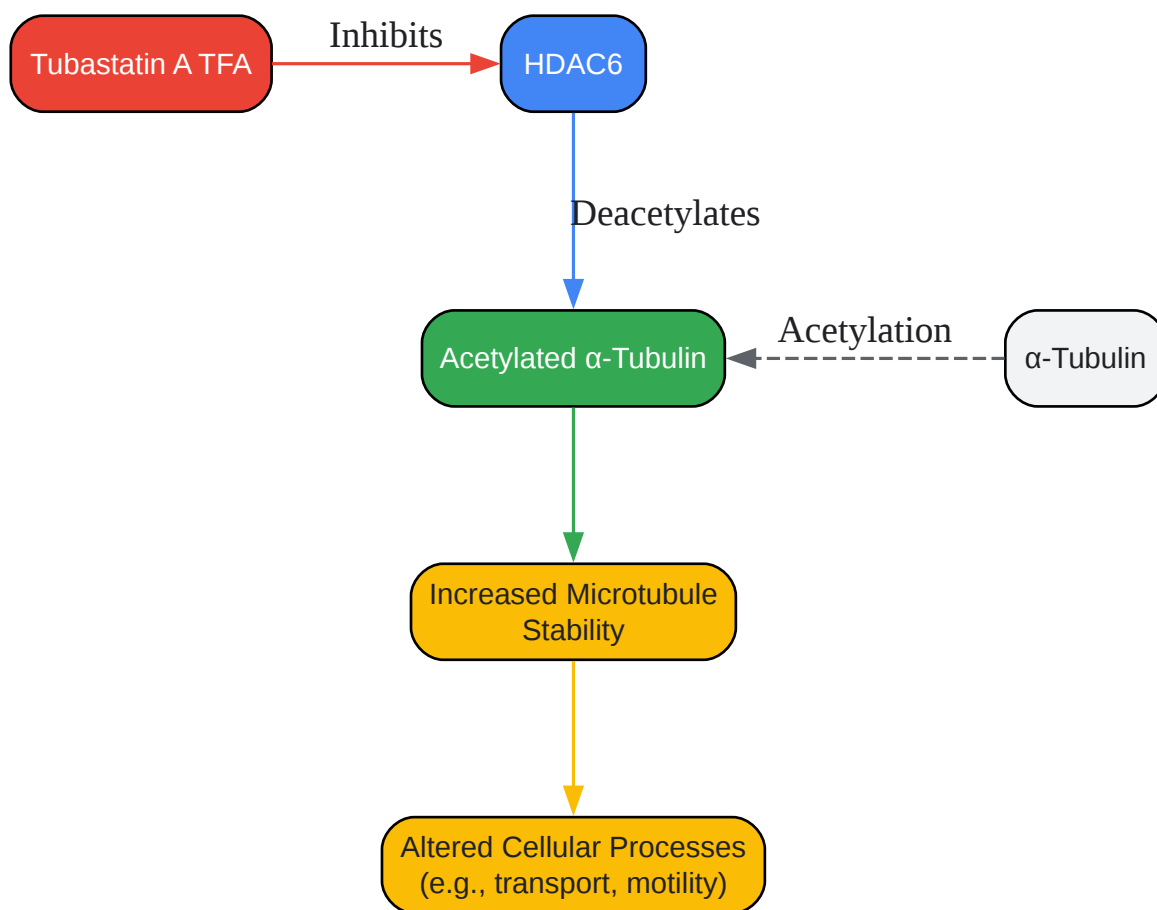 Tubastatin A TFA
Inhibits
HDAC6
Deacetylates
Acetylated α-Tubulin
Acetylation
α-Tubulin
Increased Microtubule
Stability
Altered Cellular Processes
(e.g., transport, motility)